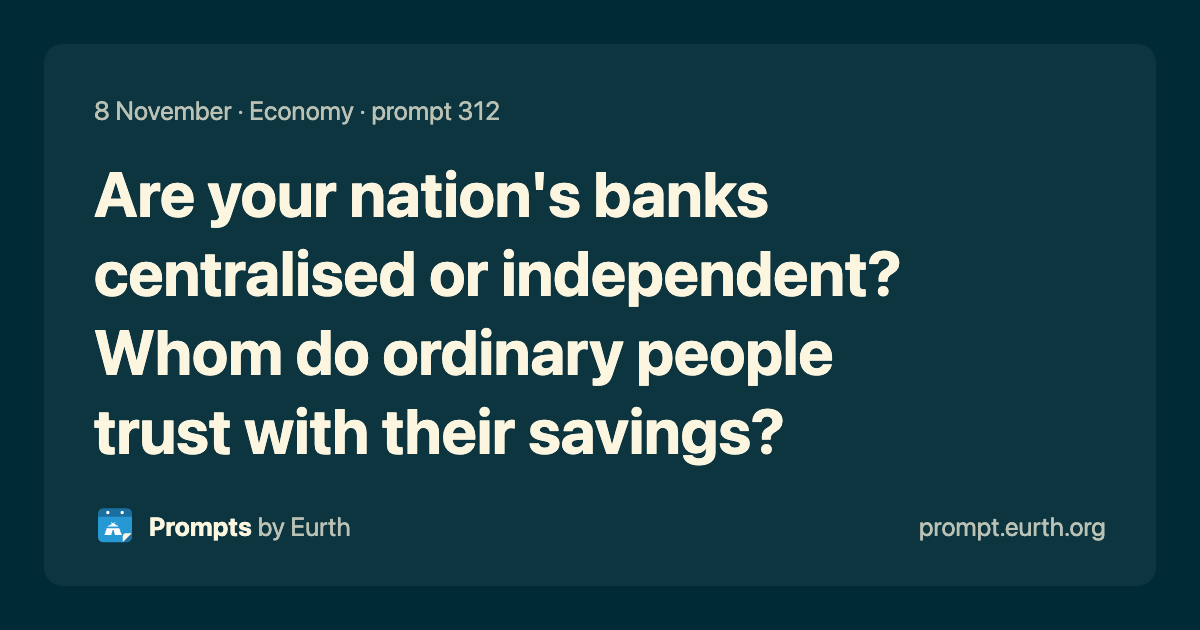 8 November · Economy · prompt 312
Are your nation's banks
centralised or independent?
Whom do ordinary people
trust with their savings?
Prompts by Eurth
prompt.eurth.org